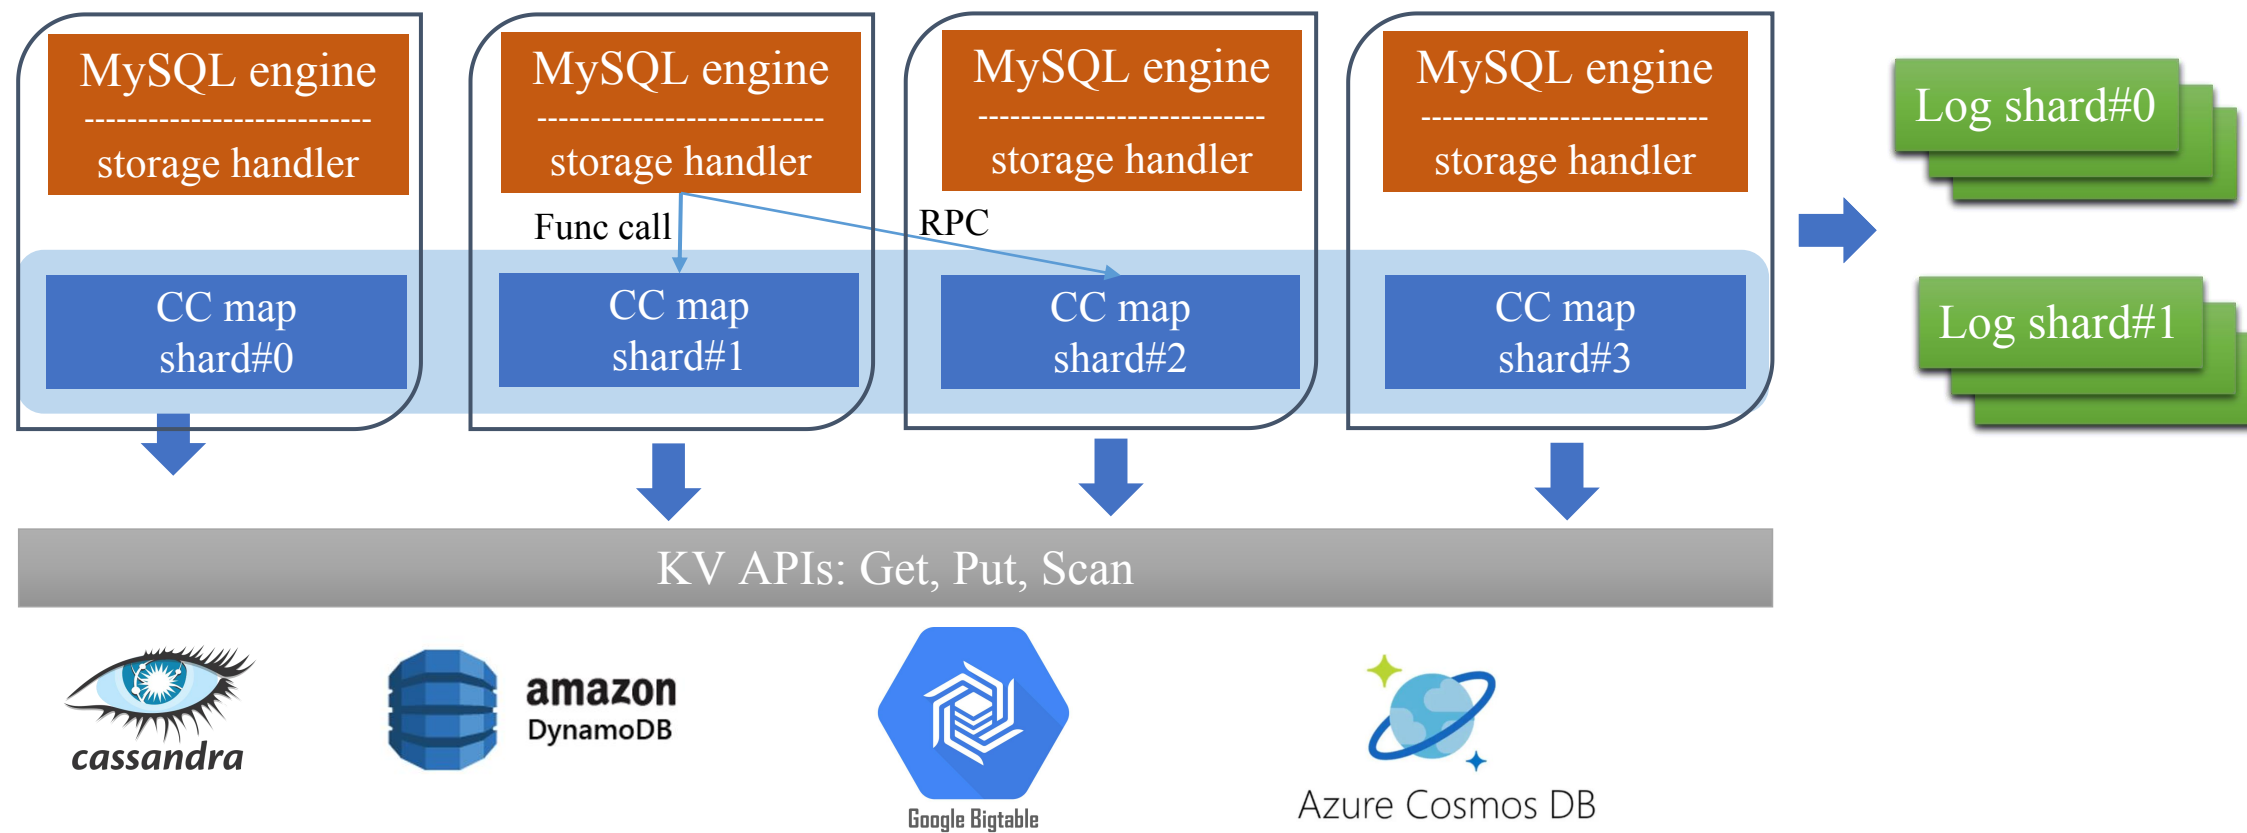 MySQL engine
---------------------------
storage handler
MySQL engine
---------------------------
storage handler
MySQL engine
---------------------------
storage handler
MySQL engine
---------------------------
storage handler
Func call
RPC
CC map
shard#0
CC map
shard#1
CC map
shard#2
CC map
shard#3
Log shard#0
Log shard#1
KV APIs: Get, Put, Scan
cassandra
amazon
DynamoDB
Google Bigtable
Azure Cosmos DB